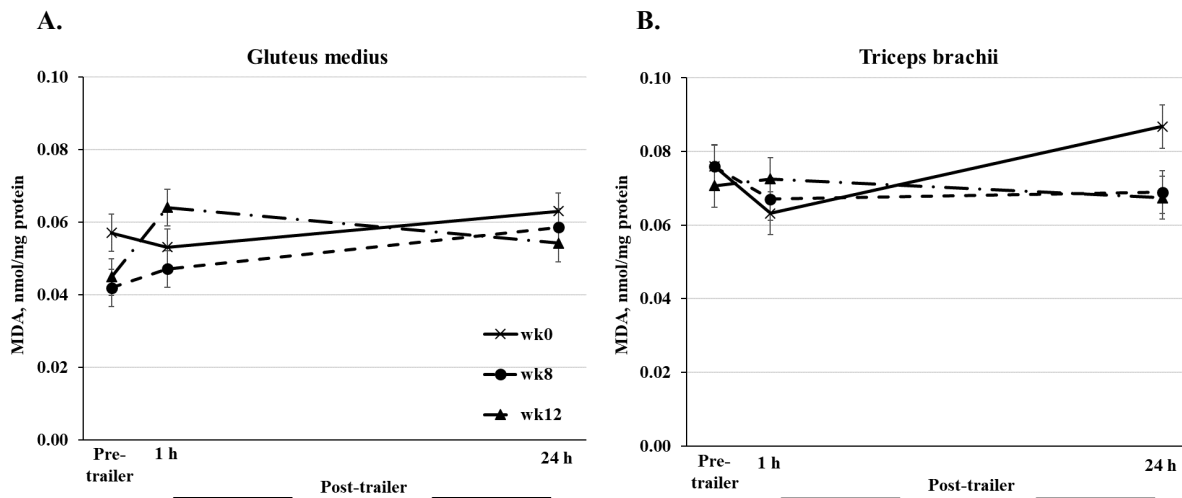 A.
Gluteus medius
MDA, nmol/mg protein
0.10
0.08
0.06
0.04
0.02
0.00
wk0
wk8
wk12
Pre-
trailer
1 h
24 h
Post-trailer
B.
Triceps brachii
MDA, nmol/mg protein
0.10
0.08
0.06
0.04
0.02
0.00
Pre-
trailer
1 h
24 h
Post-trailer